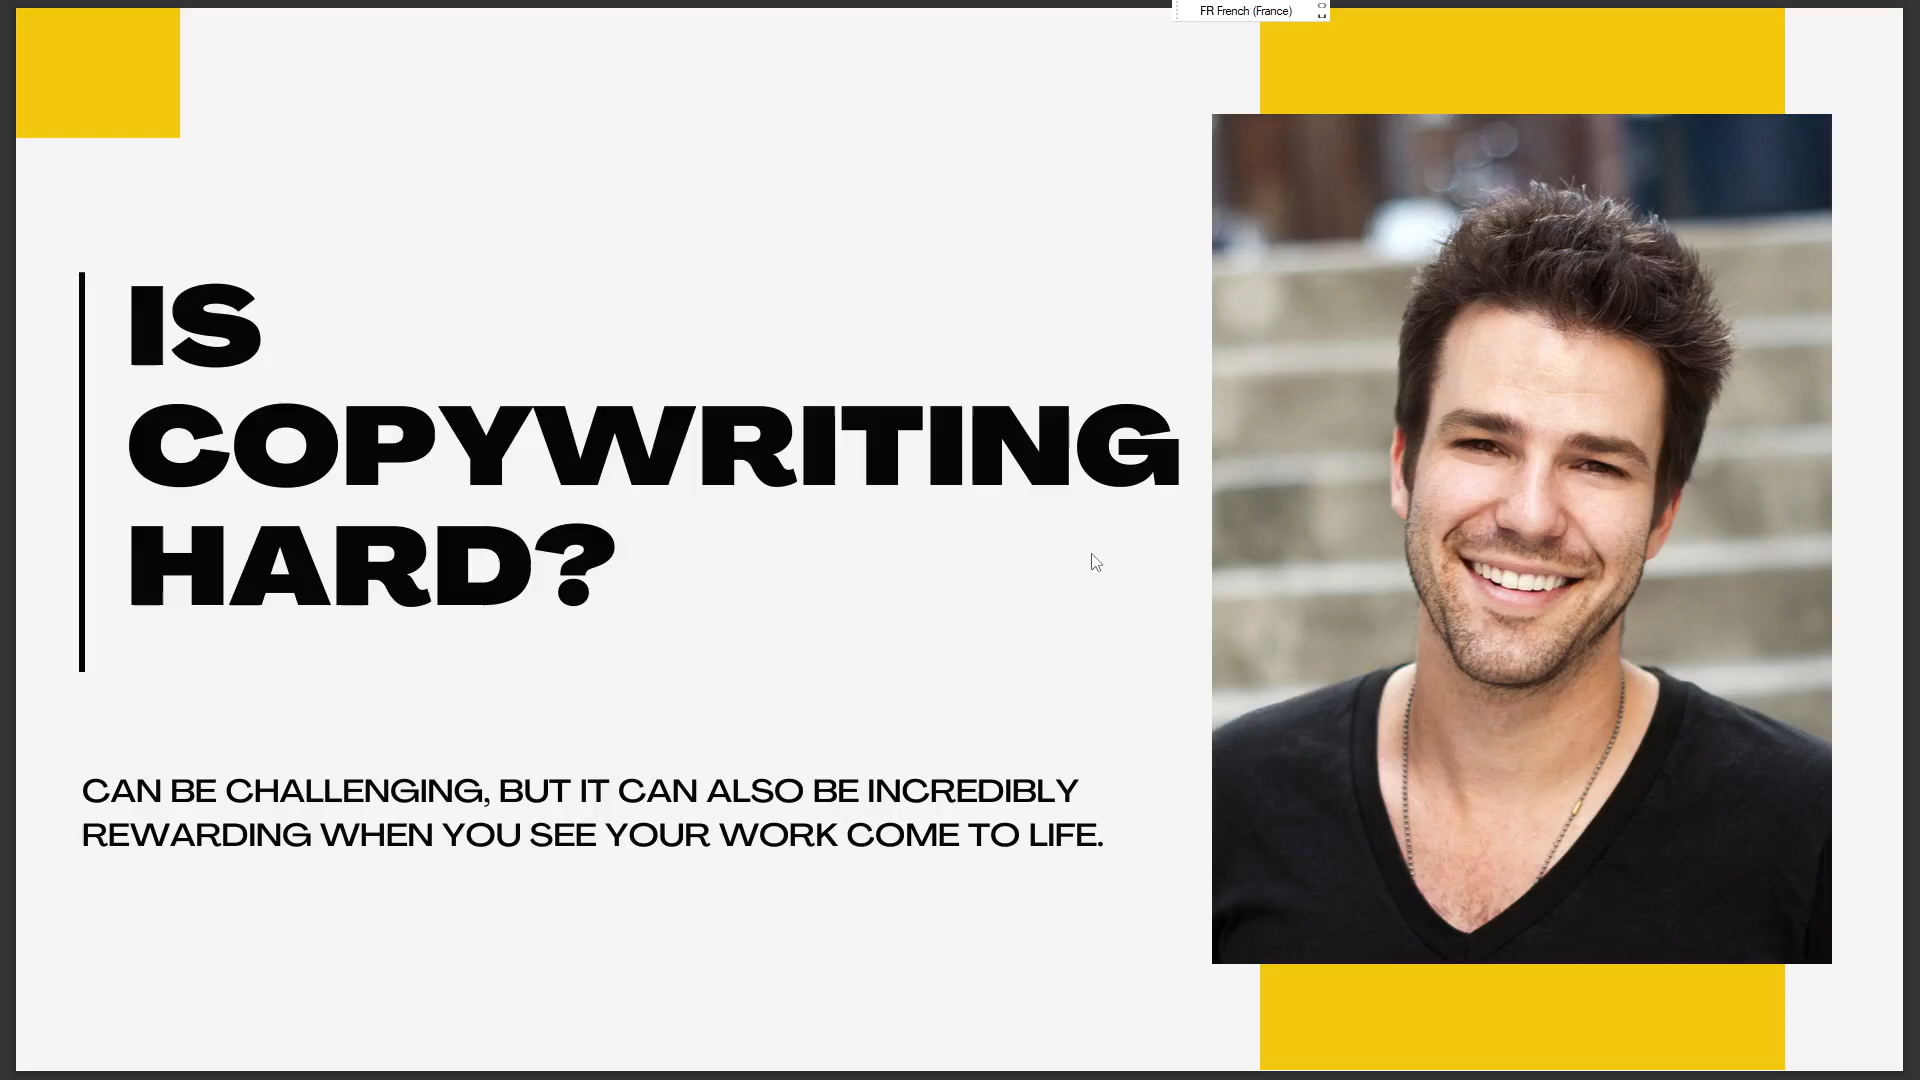 FR French (France)
IS
COPYWRITING
HARD?
CAN BE CHALLENGING, BUT IT CAN ALSO BE INCREDIBLY
REWARDING WHEN YOU SEE YOUR WORK COME TO LIFE.